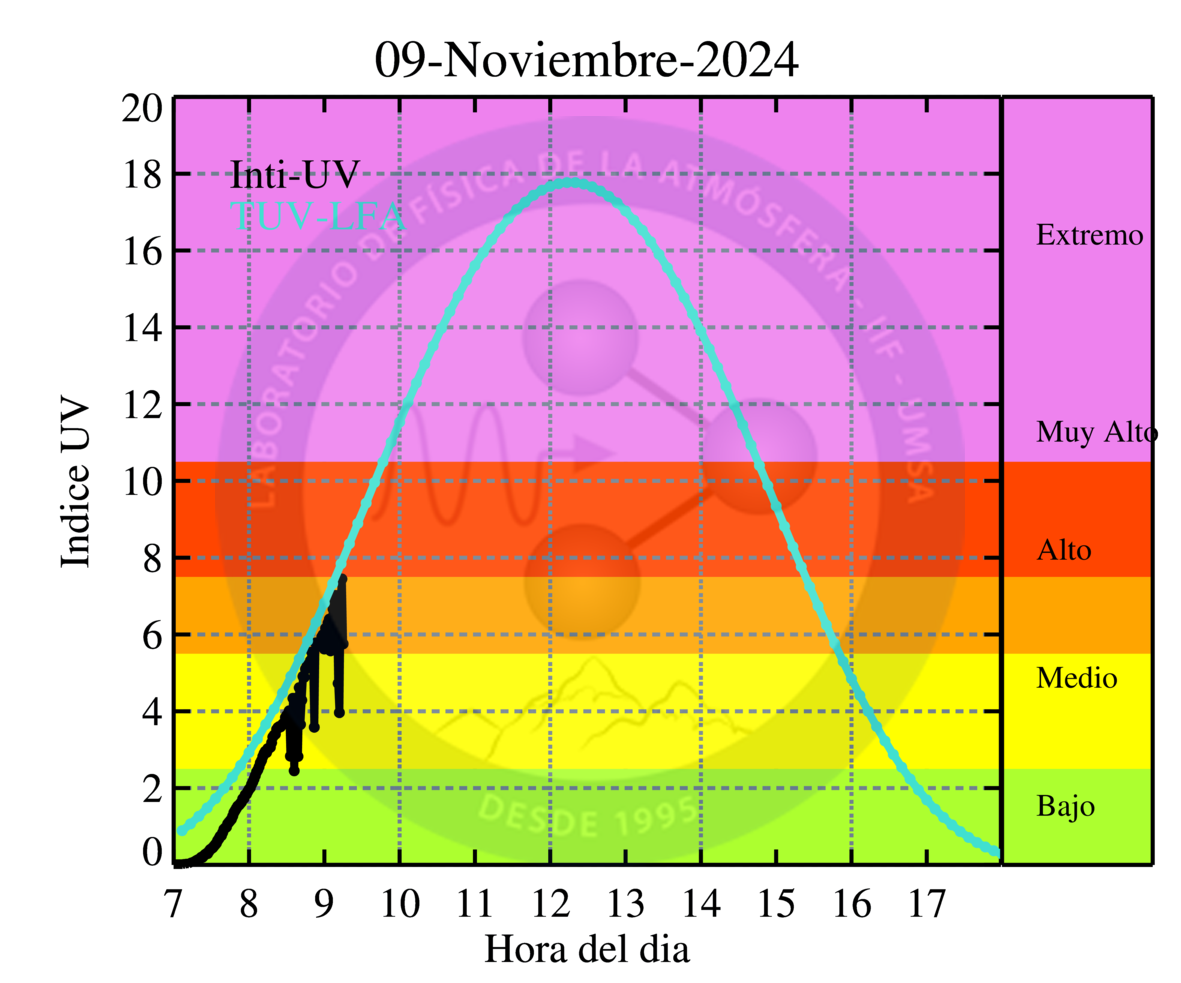 09-Noviembre-2024
20
18
16
14
12
10
8
6
4
2
0
Indice UV
Inti-UV
TUV-LFA
LABORATORIO DE FÍSICA DE LA ATMÓSFERA - IIF - UMSA
DESDE 1995
Extremo
Muy Alto
Alto
Medio
Bajo
7 8 9 10 11 12 13 14 15 16 17
Hora del dia